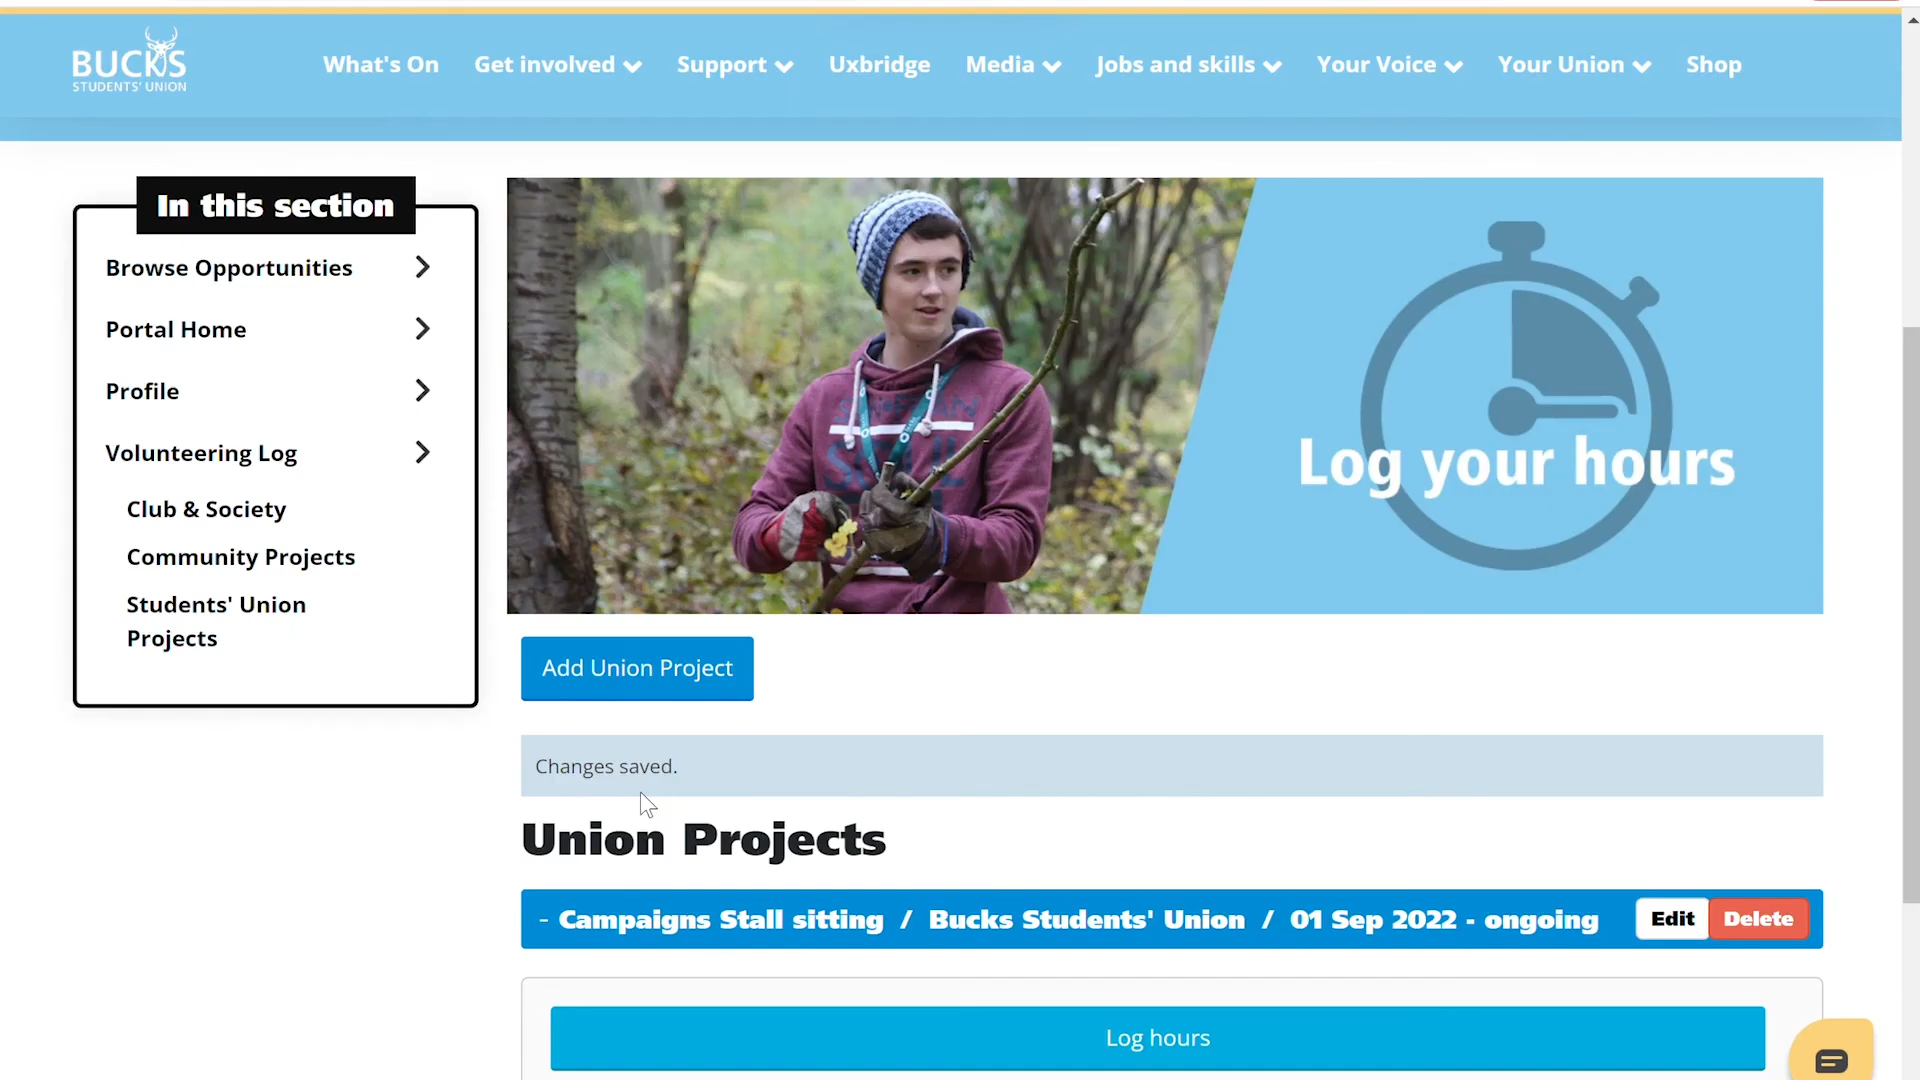 BUCKS
STUDENTS' UNION
What's On
Get involved
Support
Uxbridge
Media
Jobs and skills
Your Voice
Your Union
Shop
In this section
Browse Opportunities
Portal Home
Profile
Volunteering Log
Club & Society
Community Projects
Students' Union
Projects
Log your hours
Add Union Project
Changes saved.
Union Projects
- Campaigns Stall sitting / Bucks Students' Union / 01 Sep 2022 - ongoing
Edit
Delete
Log hours